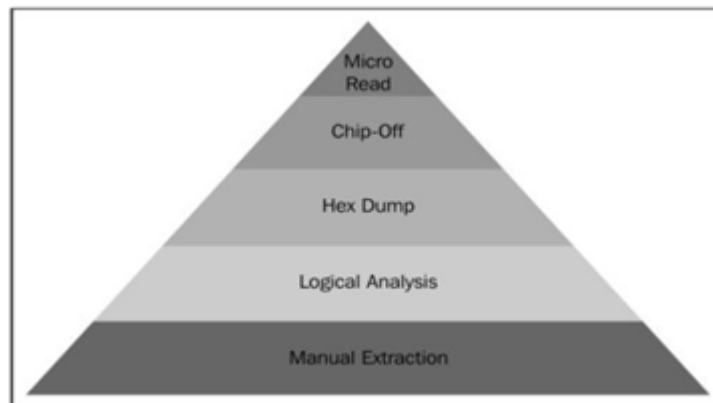 Micro
Read
Chip-Off
Hex Dump
Logical Analysis
Manual Extraction